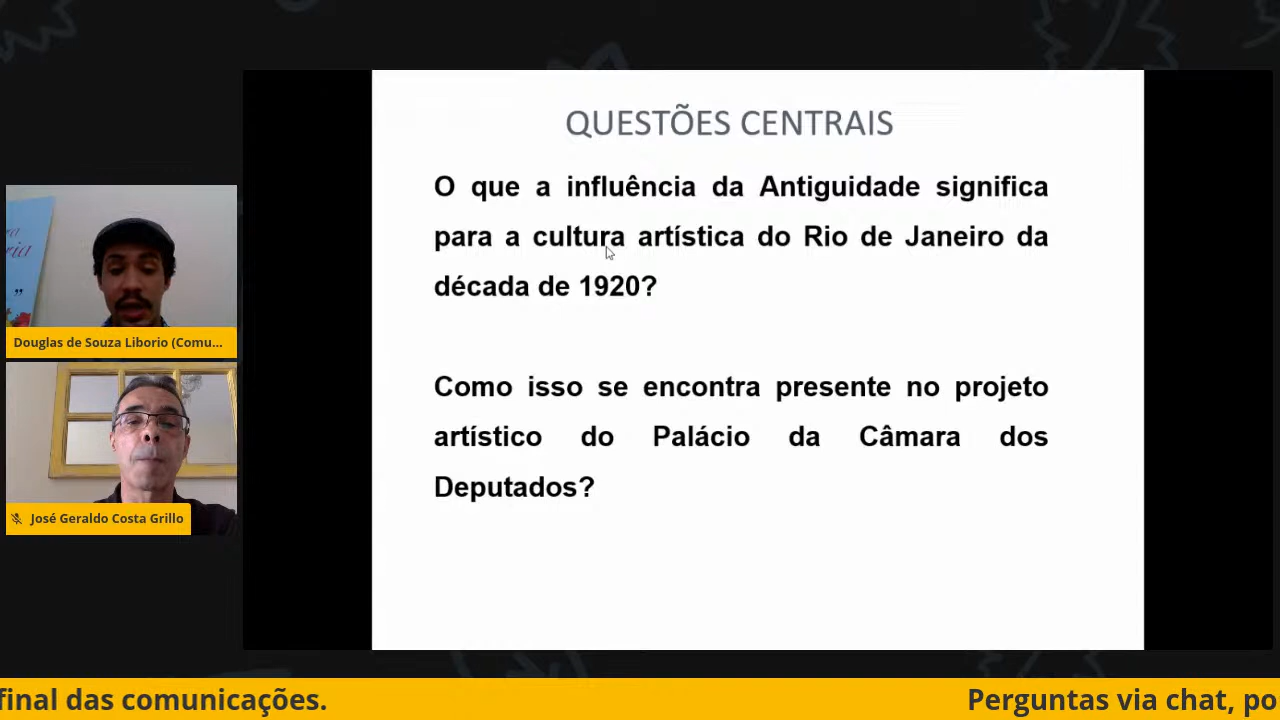 QUESTÕES CENTRAIS
O que a influência da Antiguidade significa
para a cultura artística do Rio de Janeiro da
década de 1920?
Como isso se encontra presente no projeto
artístico do Palácio da Câmara dos
Deputados?
ra
ria
”
Douglas de Souza Liborio (Comu...
José Geraldo Costa Grillo
final das comunicações.
Perguntas via chat, po